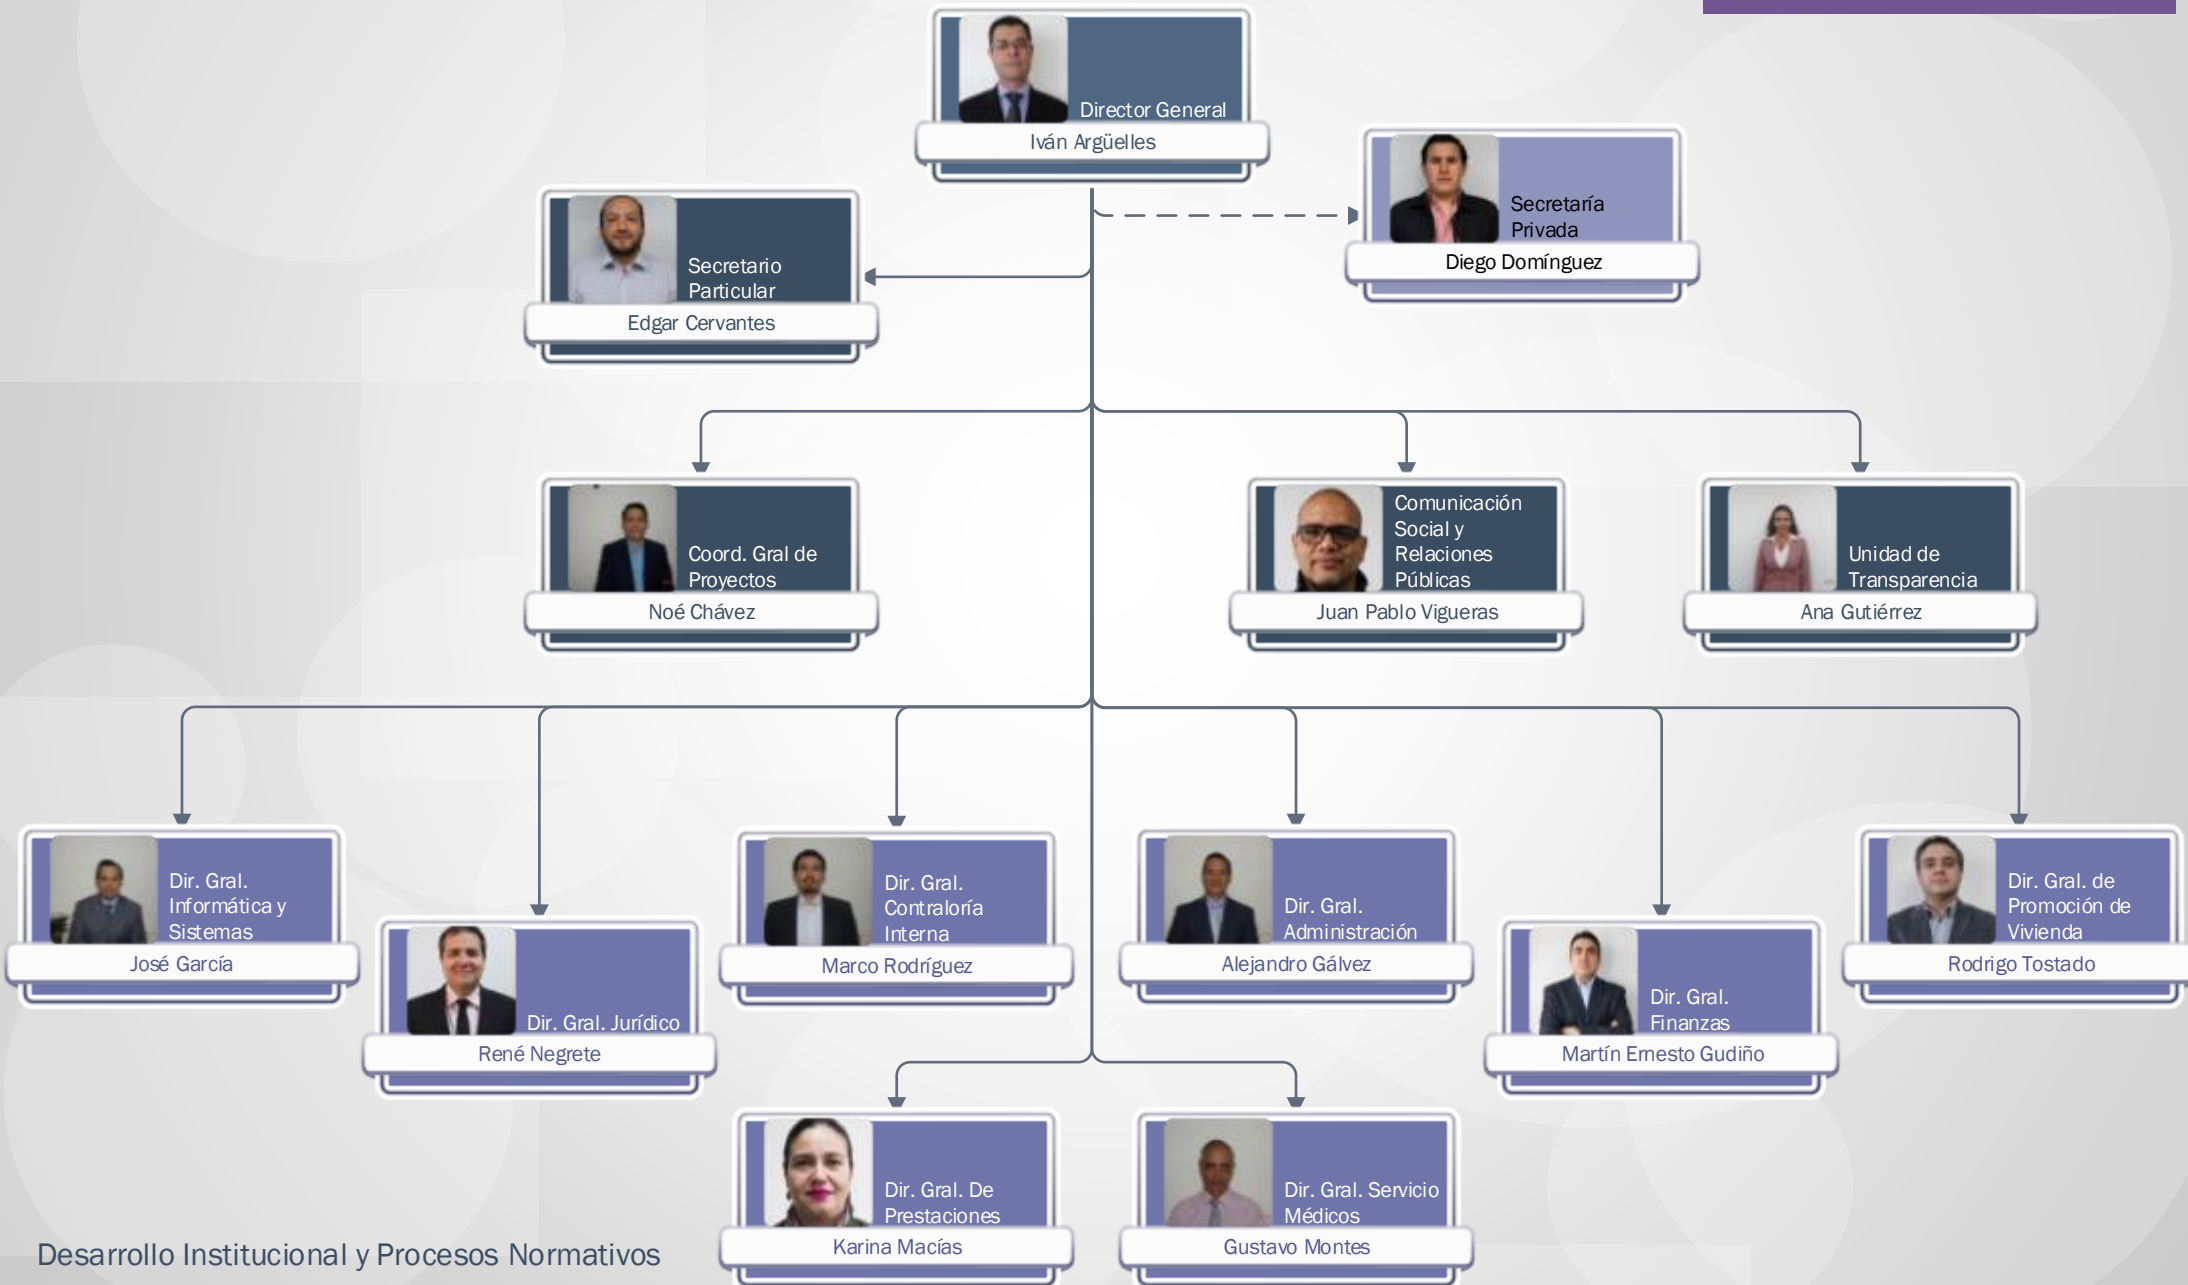 Director General
Iván Argüelles
Secretaría
Privada
Diego Domínguez
Secretario
Particular
Edgar Cervantes
Coord. Gral de
Proyectos
Noé Chávez
Comunicación
Social y
Relaciones
Públicas
Juan Pablo Vigueras
Unidad de
Transparencia
Ana Gutiérrez
Dir. Gral.
Informática y
Sistemas
José García
Dir. Gral. Jurídico
René Negrete
Dir. Gral.
Contraloría
Interna
Marco Rodríguez
Dir. Gral.
Administración
Alejandro Gálvez
Dir. Gral.
Finanzas
Martín Ernesto Gudiño
Dir. Gral. de
Promoción de
Vivienda
Rodrigo Tostado
Dir. Gral. De
Prestaciones
Karina Macías
Dir. Gral. Servicio
Médicos
Gustavo Montes
Desarrollo Institucional y Procesos Normativos